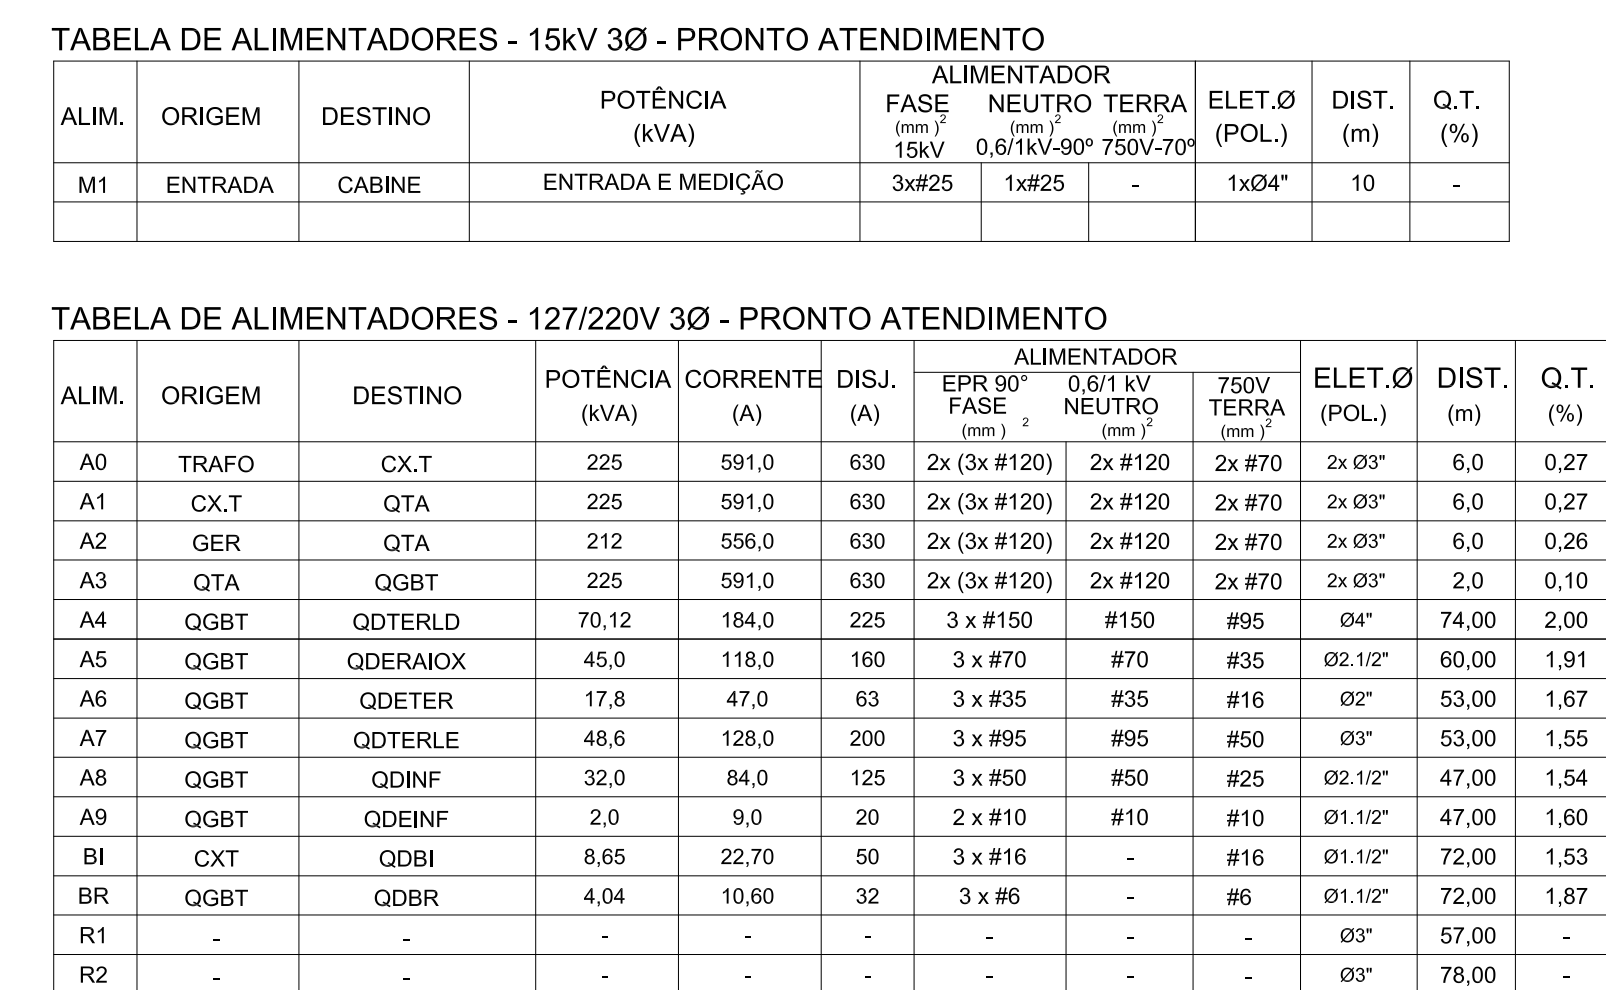 TABELA DE ALIMENTADORES - 15kV 3Ø - PRONTO ATENDIMENTO
ALIM. ORIGEM DESTINO POTÊNCIA (kVA) ALIMENTADOR FASE (mm )2 15kV NEUTRO (mm )2 0,6/1kV-90º TERRA (mm )2 750V-70º ELET.Ø (POL.) DIST. (m) Q.T. (%)
M1 ENTRADA CABINE ENTRADA E MEDIÇÃO 3x#25 1x#25 - 1xØ4" 10 -
TABELA DE ALIMENTADORES - 127/220V 3Ø - PRONTO ATENDIMENTO
ALIM. ORIGEM DESTINO POTÊNCIA (kVA) CORRENTE (A) DISJ. (A) ALIMENTADOR EPR 90° FASE (mm ) 2 0,6/1 kV NEUTRO (mm )2 750V TERRA (mm )2 ELET.Ø (POL.) DIST. (m) Q.T. (%)
A0 TRAFO CX.T 225 591,0 630 2x (3x #120) 2x #120 2x #70 2x Ø3" 6,0 0,27
A1 CX.T QTA 225 591,0 630 2x (3x #120) 2x #120 2x #70 2x Ø3" 6,0 0,27
A2 GER QTA 212 556,0 630 2x (3x #120) 2x #120 2x #70 2x Ø3" 6,0 0,26
A3 QTA QGBT 225 591,0 630 2x (3x #120) 2x #120 2x #70 2x Ø3" 2,0 0,10
A4 QGBT QDTERLD 70,12 184,0 225 3 x #150 #150 #95 Ø4" 74,00 2,00
A5 QGBT QDERAIOX 45,0 118,0 160 3 x #70 #70 #35 Ø2.1/2" 60,00 1,91
A6 QGBT QDETER 17,8 47,0 63 3 x #35 #35 #16 Ø2" 53,00 1,67
A7 QGBT QDTERLE 48,6 128,0 200 3 x #95 #95 #50 Ø3" 53,00 1,55
A8 QGBT QDINF 32,0 84,0 125 3 x #50 #50 #25 Ø2.1/2" 47,00 1,54
A9 QGBT QDEINF 2,0 9,0 20 2 x #10 #10 #10 Ø1.1/2" 47,00 1,60
BI CXT QDBI 8,65 22,70 50 3 x #16 - #16 Ø1.1/2" 72,00 1,53
BR QGBT QDBR 4,04 10,60 32 3 x #6 - #6 Ø1.1/2" 72,00 1,87
R1 - - - - - - - - Ø3" 57,00 -
R2 - - - - - - - - Ø3" 78,00 -